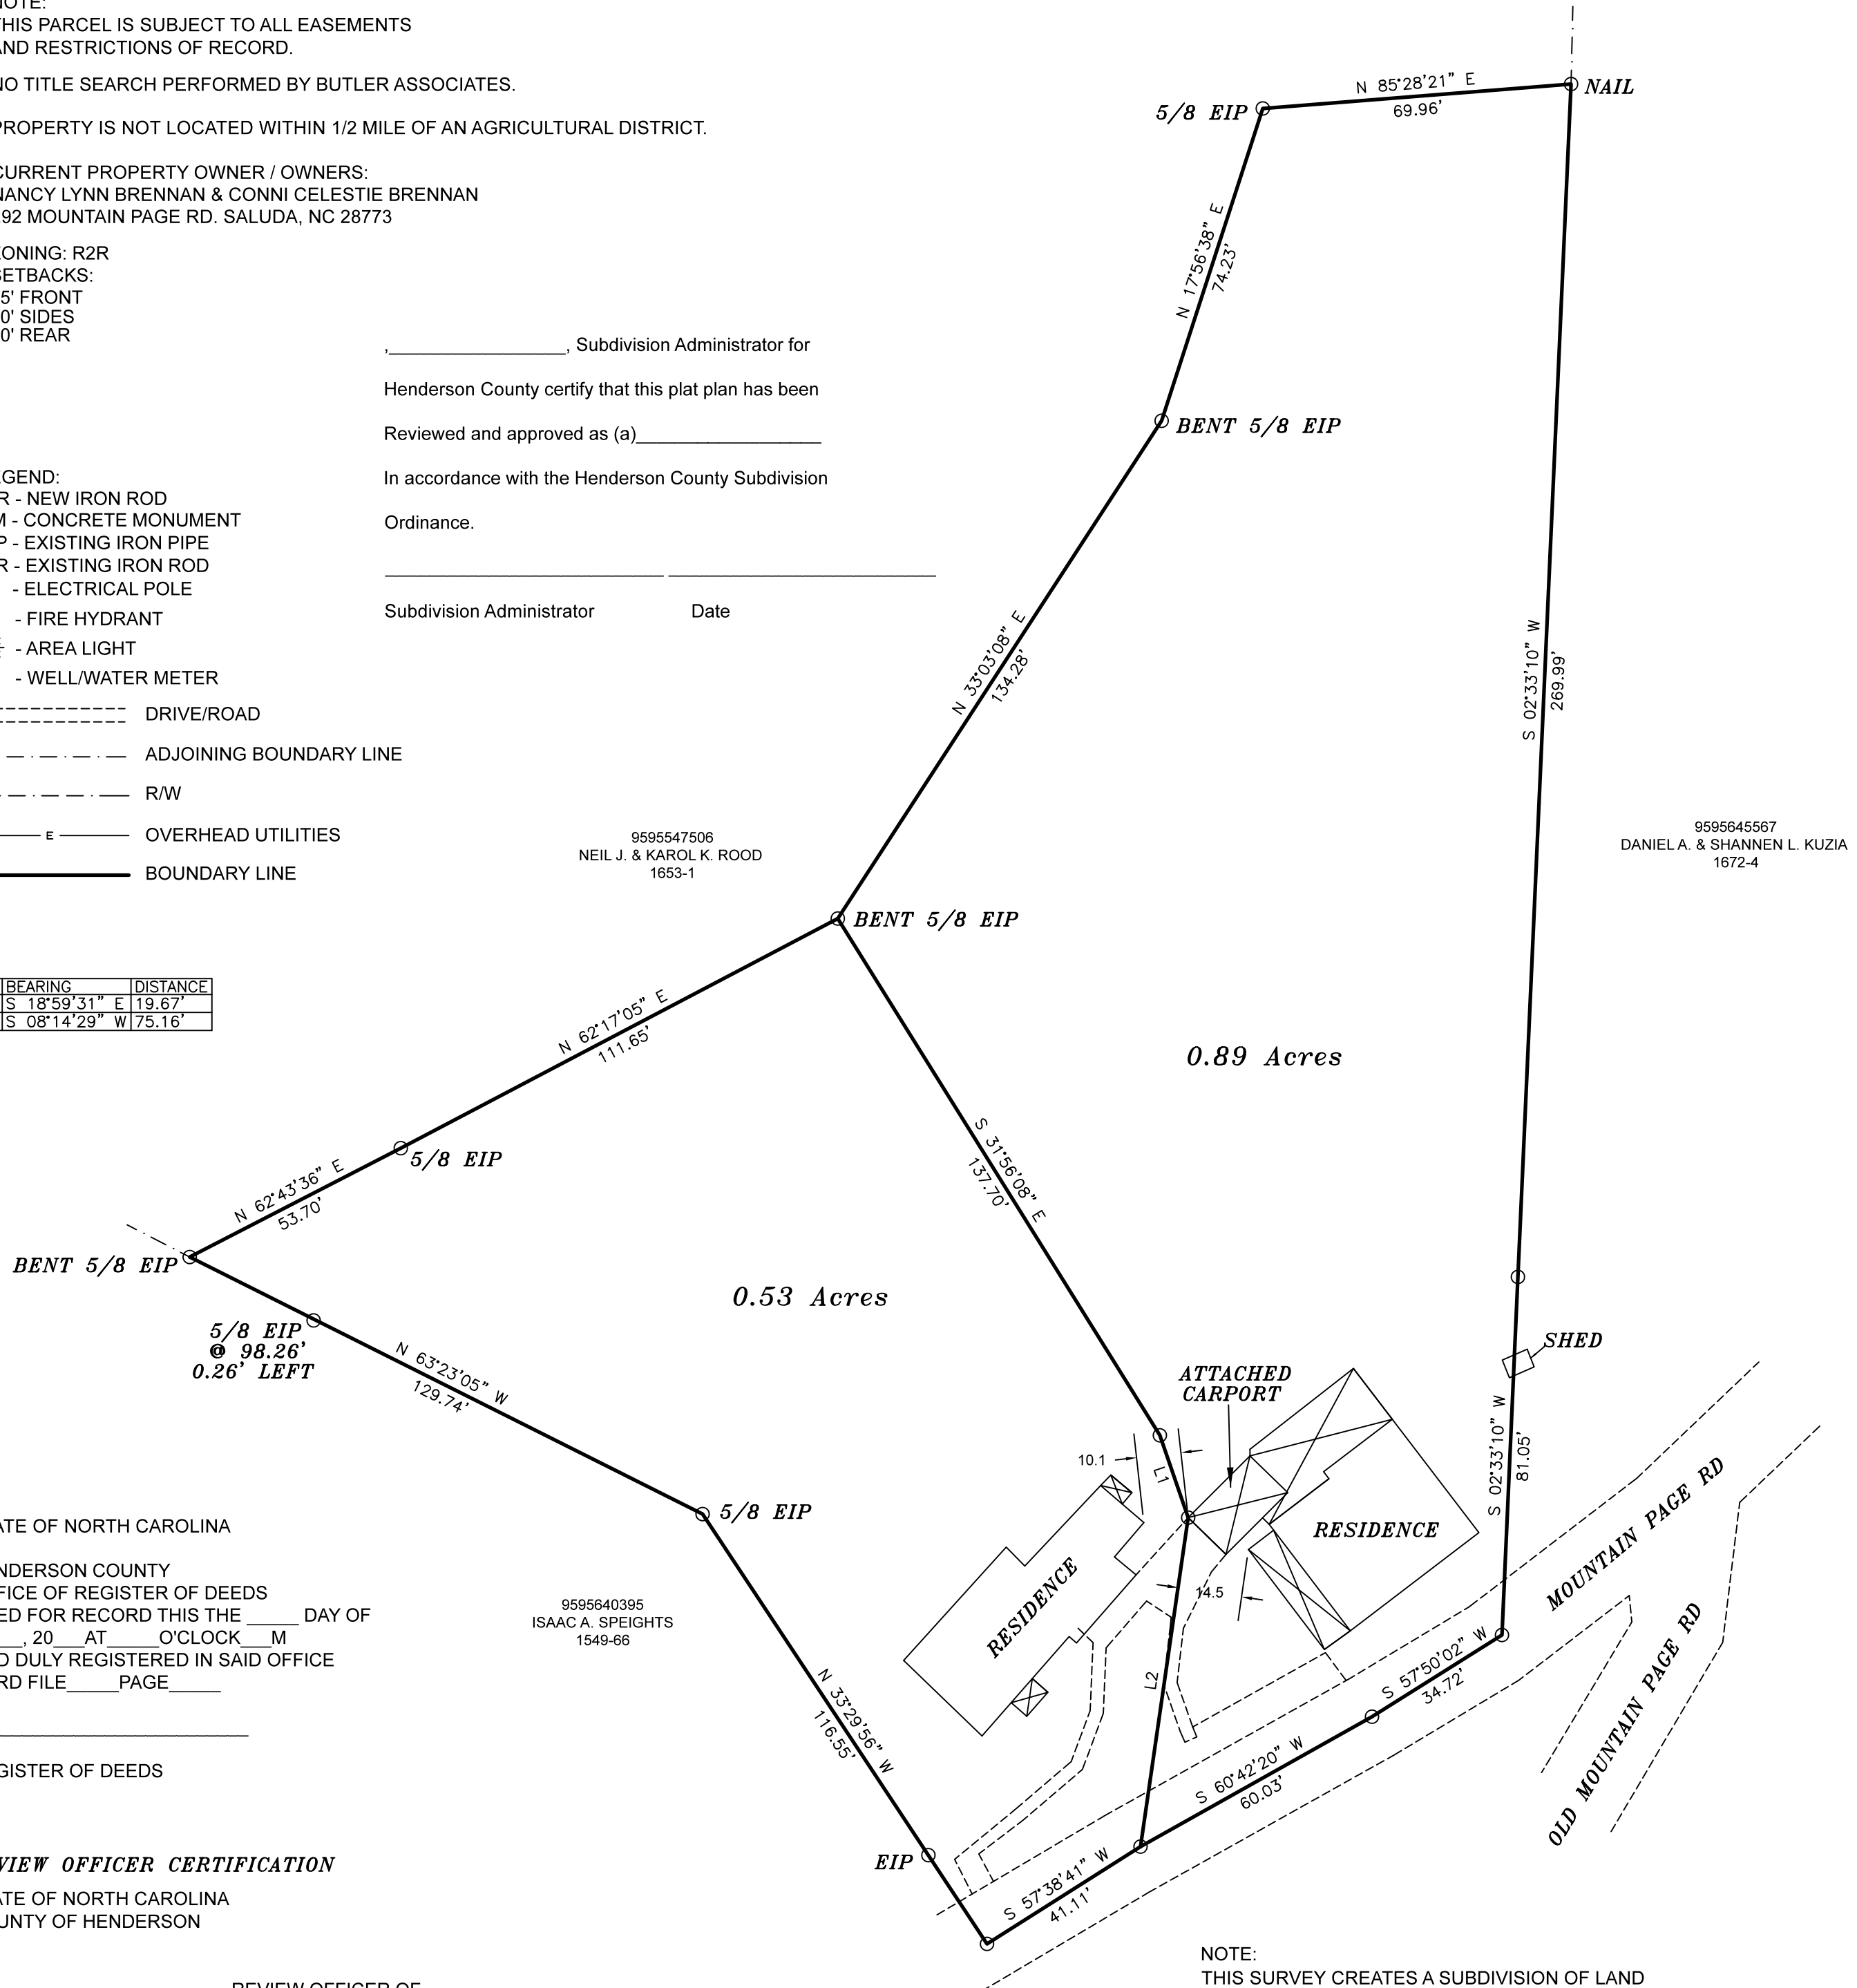 NOTE:
THIS PARCEL IS SUBJECT TO ALL EASEMENTS
AND RESTRICTIONS OF RECORD.
NO TITLE SEARCH PERFORMED BY BUTLER ASSOCIATES.
PROPERTY IS NOT LOCATED WITHIN 1/2 MILE OF AN AGRICULTURAL DISTRICT.
CURRENT PROPERTY OWNER / OWNERS:
NANCY LYNN BRENNAN & CONNI CELESTIE BRENNAN
92 MOUNTAIN PAGE RD. SALUDA, NC 28773
ZONING: R2R
SETBACKS:
5' FRONT
0' SIDES
0' REAR
,_________________, Subdivision Administrator for
Henderson County certify that this plat plan has been
Reviewed and approved as (a)__________________
In accordance with the Henderson County Subdivision
Ordinance.
Subdivision Administrator Date
EGEND:
R - NEW IRON ROD
M - CONCRETE MONUMENT
P - EXISTING IRON PIPE
R - EXISTING IRON ROD
- ELECTRICAL POLE
- FIRE HYDRANT
- AREA LIGHT
- WELL/WATER METER
DRIVE/ROAD
ADJOINING BOUNDARY LINE
R/W
E OVERHEAD UTILITIES
BOUNDARY LINE
BEARING DISTANCE
S 18°59'31" E 19.67'
S 08°14'29" W 75.16'
N 85°28'21" E
69.96'
NAIL
5/8 EIP
N 17°56'38" E
74.23'
BENT 5/8 EIP
N 33°03'08" E
134.28'
S 02°33'10" W
269.99'
9595547506
NEIL J. & KAROL K. ROOD
1653-1
9595645567
DANIEL A. & SHANNEN L. KUZIA
1672-4
BENT 5/8 EIP
N 62°17'05" E
111.65'
0.89 Acres
S 31°56'08" E
137.70'
5/8 EIP
N 62°43'36" E
53.70'
BENT 5/8 EIP
0.53 Acres
5/8 EIP
@ 98.26'
0.26' LEFT
N 63°23'05" W
129.74'
SHED
ATTACHED
CARPORT
10.1
L1
S 02°33'10" W
81.05'
5/8 EIP
RESIDENCE
RESIDENCE
14.5
L2
MOUNTAIN PAGE RD
OLD MOUNTAIN PAGE RD
9595640395
ISAAC A. SPEIGHTS
1549-66
N 33°29'56" W
116.55'
S 57°50'02" W
34.72'
S 60°42'20" W
60.03'
EIP
S 57°38'41" W
41.11'
ATE OF NORTH CAROLINA
NDERSON COUNTY
FICE OF REGISTER OF DEEDS
ED FOR RECORD THIS THE _____ DAY OF
___, 20___AT_____O'CLOCK___M
D DULY REGISTERED IN SAID OFFICE
RD FILE_____PAGE_____
GISTER OF DEEDS
VIEW OFFICER CERTIFICATION
ATE OF NORTH CAROLINA
UNTY OF HENDERSON
REVIEW OFFICER OF
NOTE:
THIS SURVEY CREATES A SUBDIVISION OF LAND